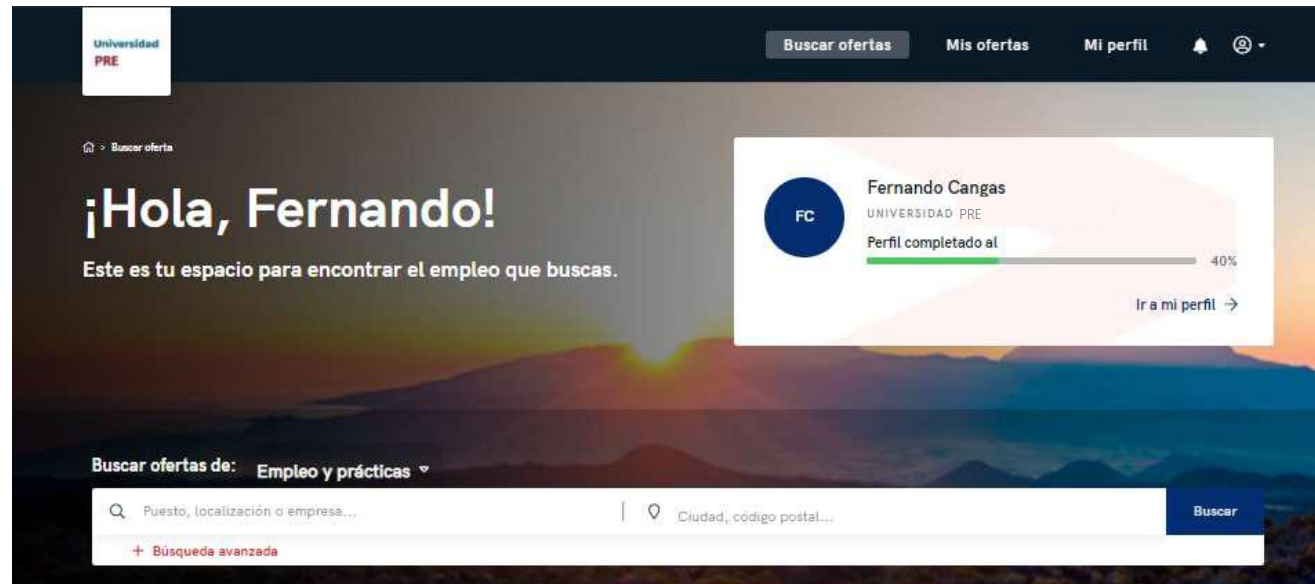 Universidad
PRE
Buscar ofertas Mis ofertas Mi perfil
> Buscar oferta
¡Hola, Fernando!
Este es tu espacio para encontrar el empleo que buscas.
FC
Fernando Cangas
UNIVERSIDAD PRE
Perfil completado al
40%
Ir a mi perfil →
Buscar ofertas de: Empleo y prácticas
Puesto, localización o empresa... Ciudad, código postal... Buscar
+ Búsqueda avanzada